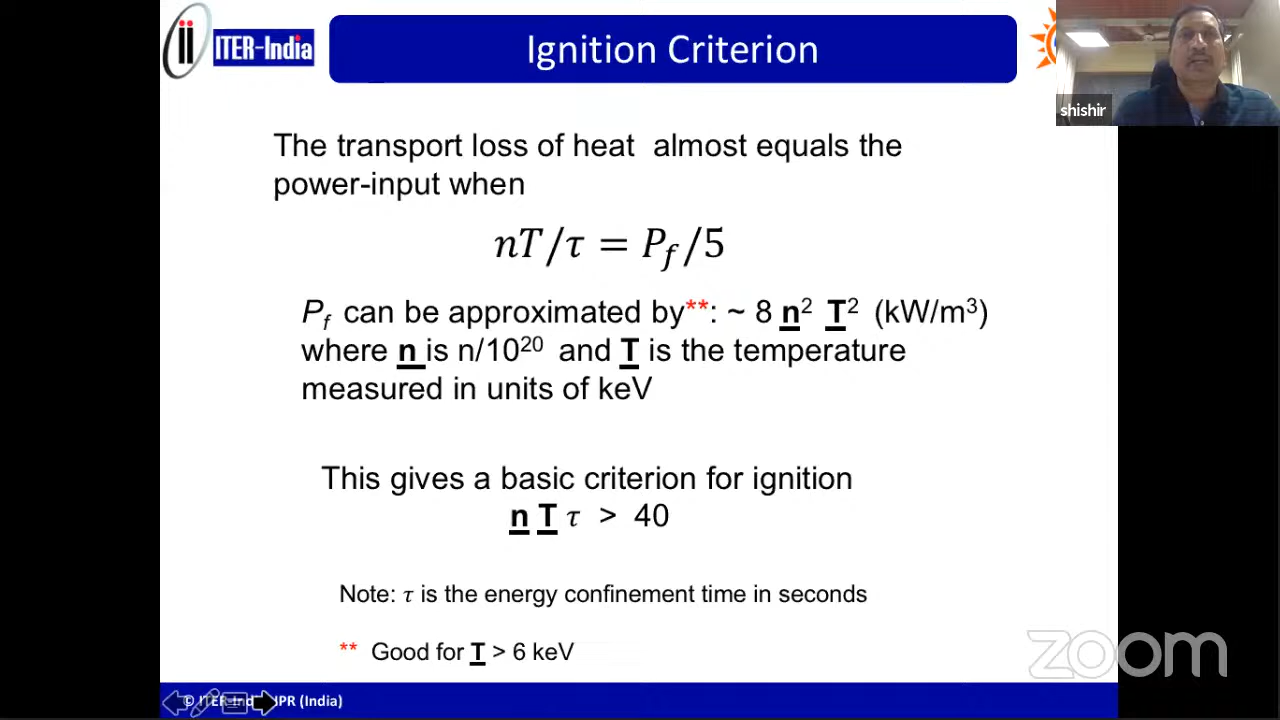 ii ITER-India
Ignition Criterion
shishir
The transport loss of heat almost equals the
power-input when
nT/τ = P_f/5
P_f can be approximated by**: ~ 8 n² T² (kW/m³)
where n is n/10²⁰ and T is the temperature
measured in units of keV
This gives a basic criterion for ignition
n T τ > 40
Note: τ is the energy confinement time in seconds
** Good for T > 6 keV
zoom
© ITER-India IPR (India)